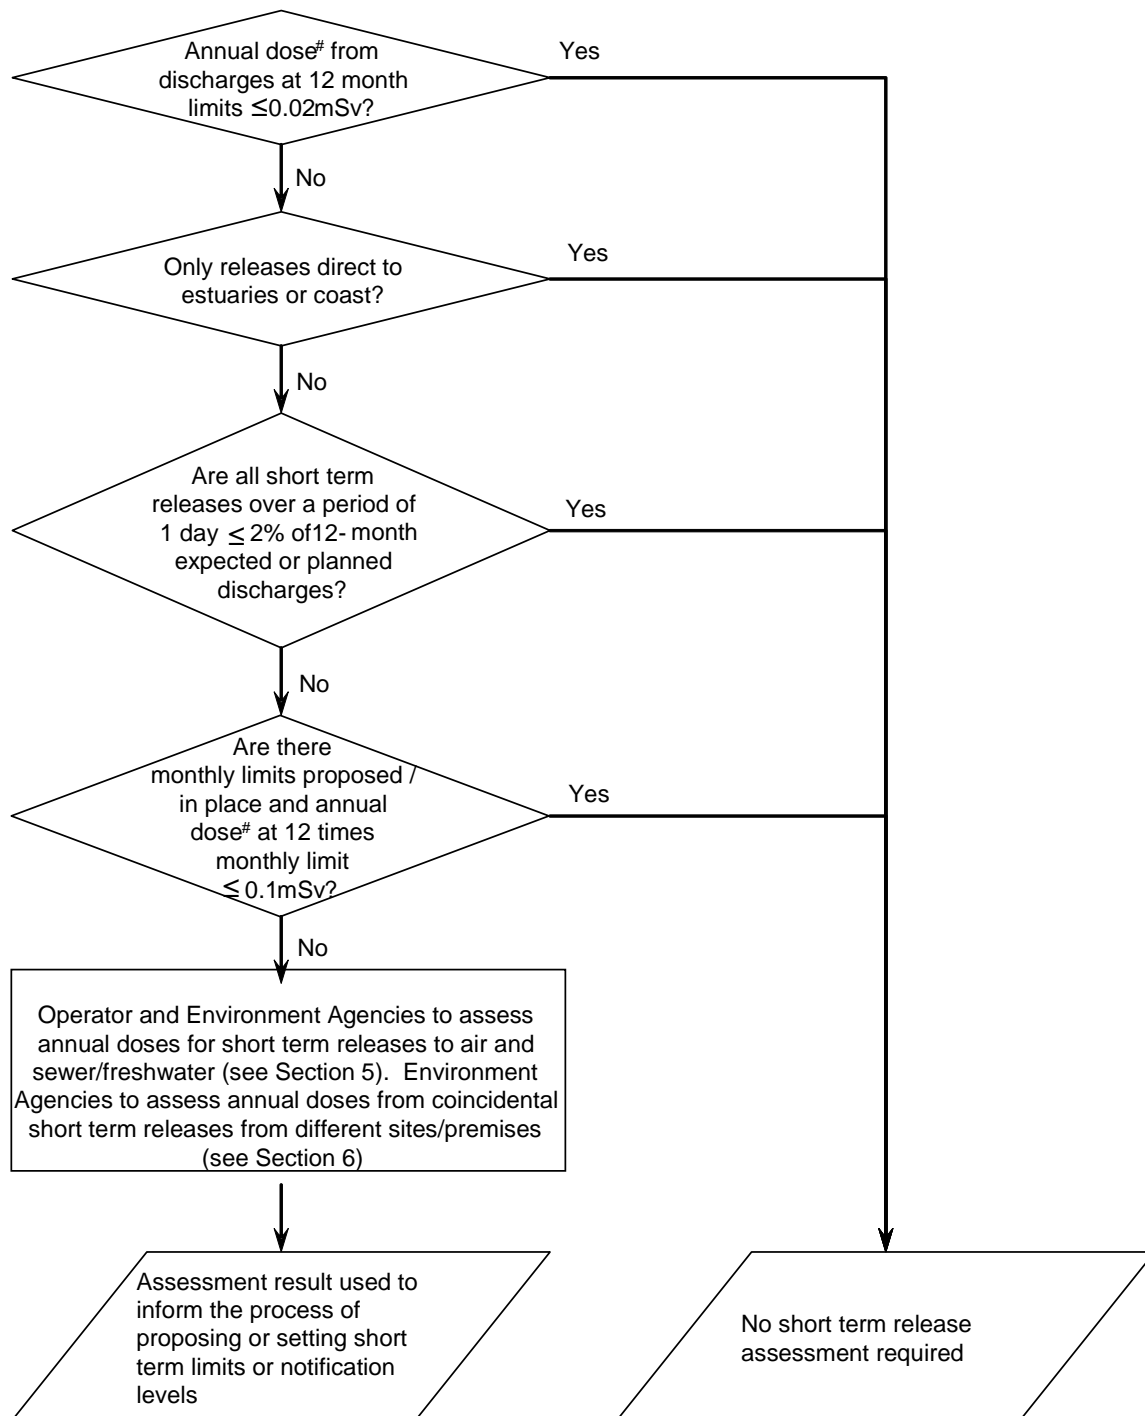 Annual dose# from
discharges at 12 month
limits ≤0.02mSv?
Yes
No
Only releases direct to
estuaries or coast?
Yes
No
Are all short term
releases over a period of
1 day ≤ 2% of12- month
expected or planned
discharges?
Yes
No
Are there
monthly limits proposed /
in place and annual
dose# at 12 times
monthly limit
≤ 0.1mSv?
Yes
No
Operator and Environment Agencies to assess
annual doses for short term releases to air and
sewer/freshwater (see Section 5).  Environment
Agencies to assess annual doses from coincidental
short term releases from different sites/premises
(see Section 6)
Assessment result used to
inform the process of
proposing or setting short
term limits or notification
levels
No short term release
assessment required